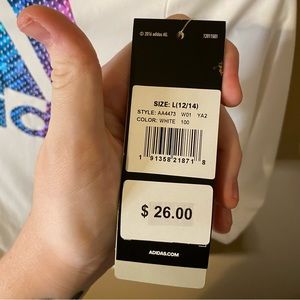 © 2016 adidas AG.
SIZE: L(12/14)
STYLE: AA4473 W01 YA2
COLOR: WHITE 100
1 91358 21871 8
$ 26.00
ADIDAS.COM